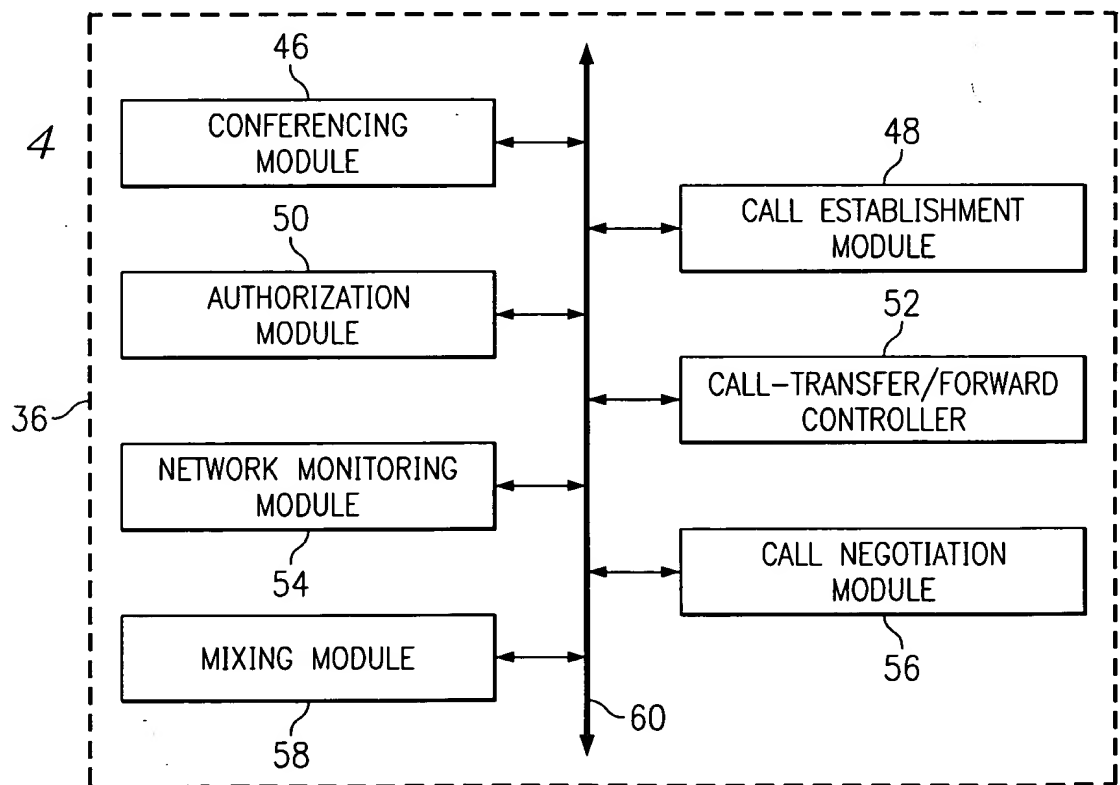 46
CONFERENCING
MODULE
4
48
CALL ESTABLISHMENT
MODULE
50
AUTHORIZATION
MODULE
52
CALL-TRANSFER/FORWARD
CONTROLLER
36
NETWORK MONITORING
MODULE
54
CALL NEGOTIATION
MODULE
56
MIXING MODULE
58
60